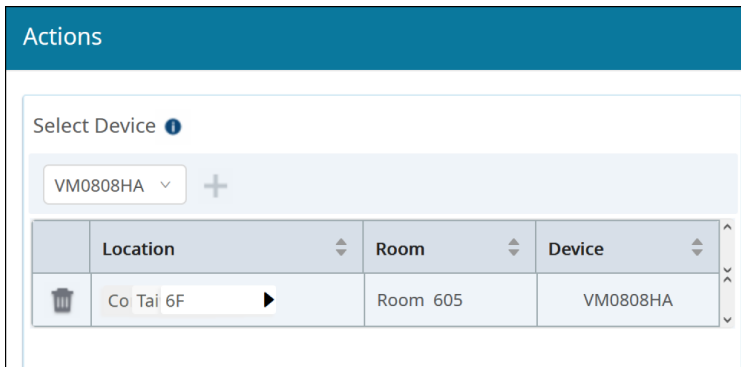 Actions
Select Device
VM0808HA
Location Room Device
Co Tai 6F Room 605 VM0808HA